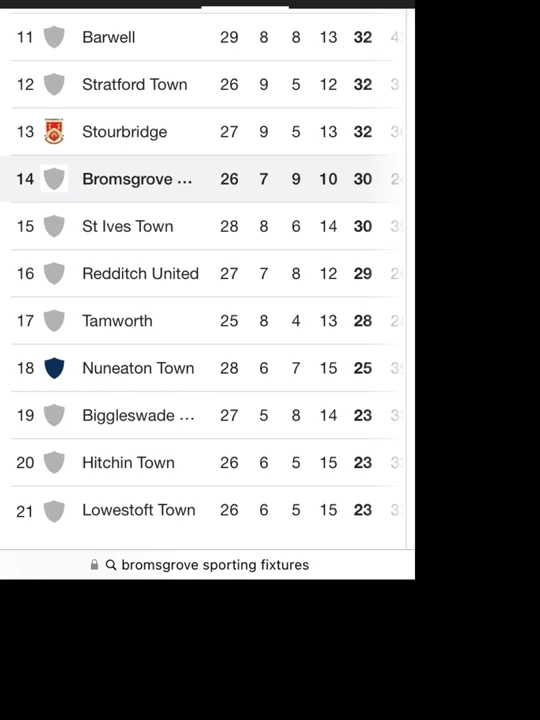 11 Barwell 29 8 8 13 32
12 Stratford Town 26 9 5 12 32
13 Stourbridge 27 9 5 13 32
14 Bromsgrove ... 26 7 9 10 30
15 St Ives Town 28 8 6 14 30
16 Redditch United 27 7 8 12 29
17 Tamworth 25 8 4 13 28
18 Nuneaton Town 28 6 7 15 25
19 Biggleswade ... 27 5 8 14 23
20 Hitchin Town 26 6 5 15 23
21 Lowestoft Town 26 6 5 15 23
bromsgrove sporting fixtures